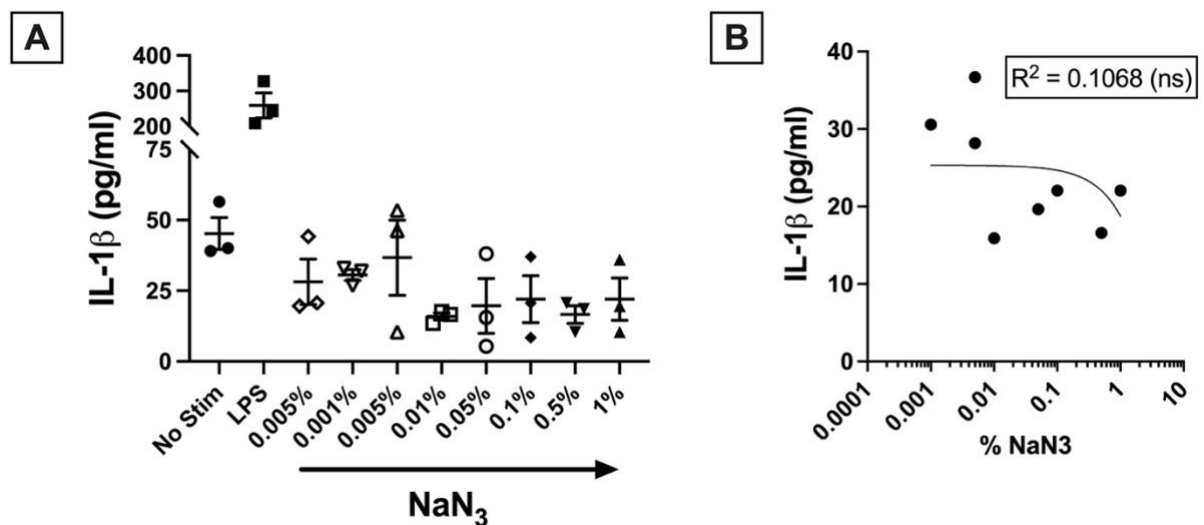 A
IL-1β (pg/ml)
400
300
200
75
50
25
0
No Stim
LPS
0.005%
0.001%
0.005%
0.01%
0.05%
0.1%
0.5%
1%
NaN₃
B
IL-1β (pg/ml)
40
30
20
10
0
R² = 0.1068 (ns)
0.0001
0.001
0.01
0.1
1
10
% NaN3